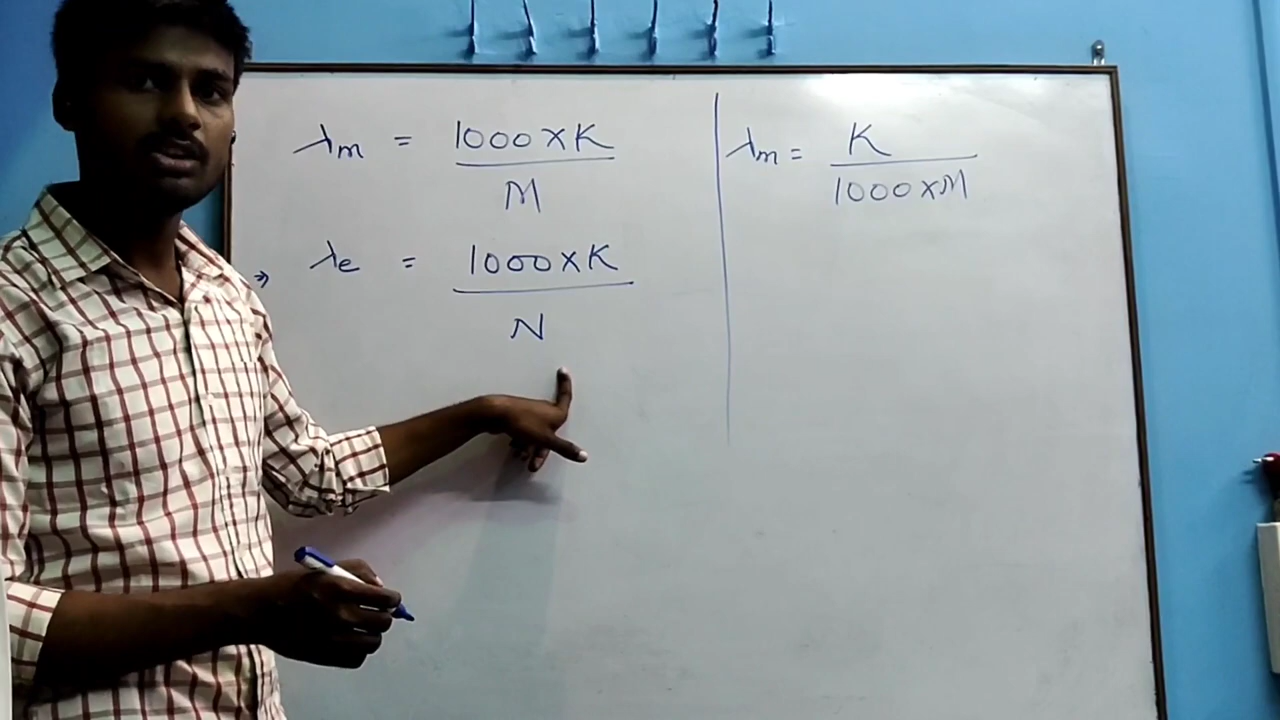 λm = 1000 × K / M
⇒ λe = 1000 × K / N
λm = K / 1000 × M